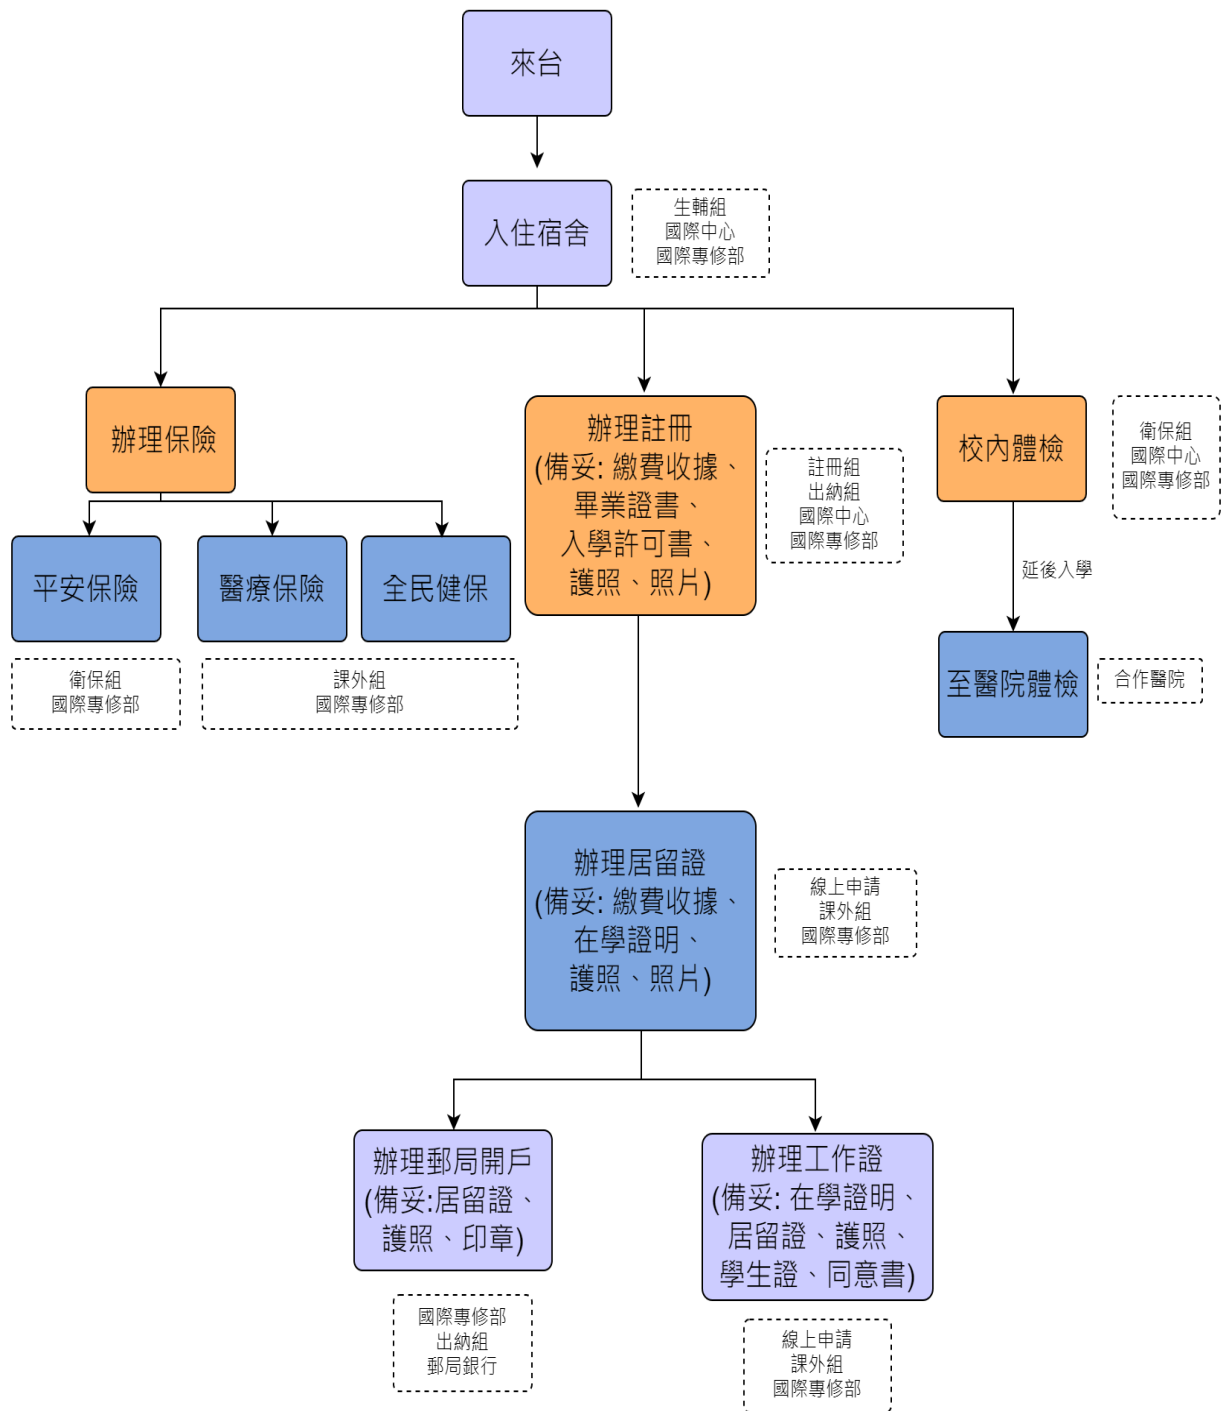 來台
入住宿舍
生輔組
國際中心
國際專修部
辦理保險
辦理註冊
(備妥: 繳費收據、
畢業證書、
入學許可書、
護照、照片)
註冊組
出納組
國際中心
國際專修部
校內體檢
衛保組
國際中心
國際專修部
平安保險
醫療保險
全民健保
延後入學
衛保組
國際專修部
課外組
國際專修部
至醫院體檢
合作醫院
辦理居留證
(備妥: 繳費收據、
在學證明、
護照、照片)
線上申請
課外組
國際專修部
辦理郵局開戶
(備妥:居留證、
護照、印章)
國際專修部
出納組
郵局銀行
辦理工作證
(備妥: 在學證明、
居留證、護照、
學生證、同意書)
線上申請
課外組
國際專修部